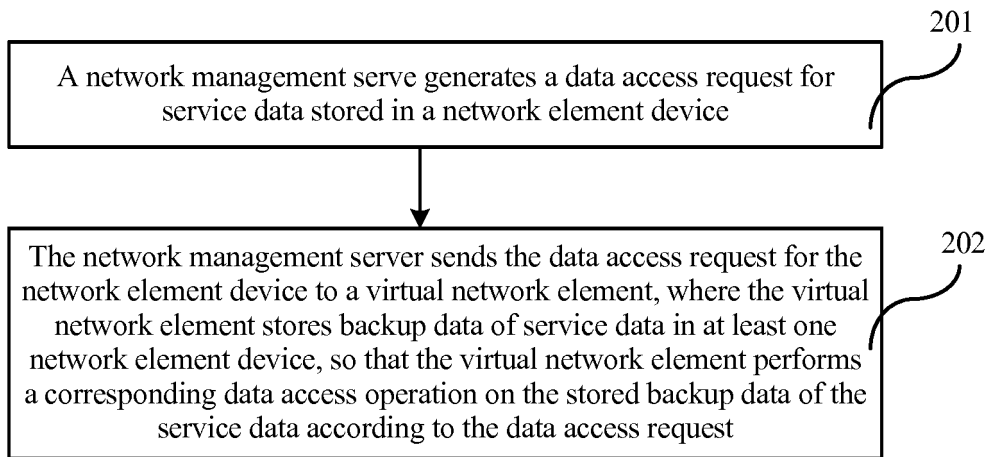 201
A network management serve generates a data access request for
service data stored in a network element device
202
The network management server sends the data access request for the
network element device to a virtual network element, where the virtual
network element stores backup data of service data in at least one
network element device, so that the virtual network element performs
a corresponding data access operation on the stored backup data of the
service data according to the data access request